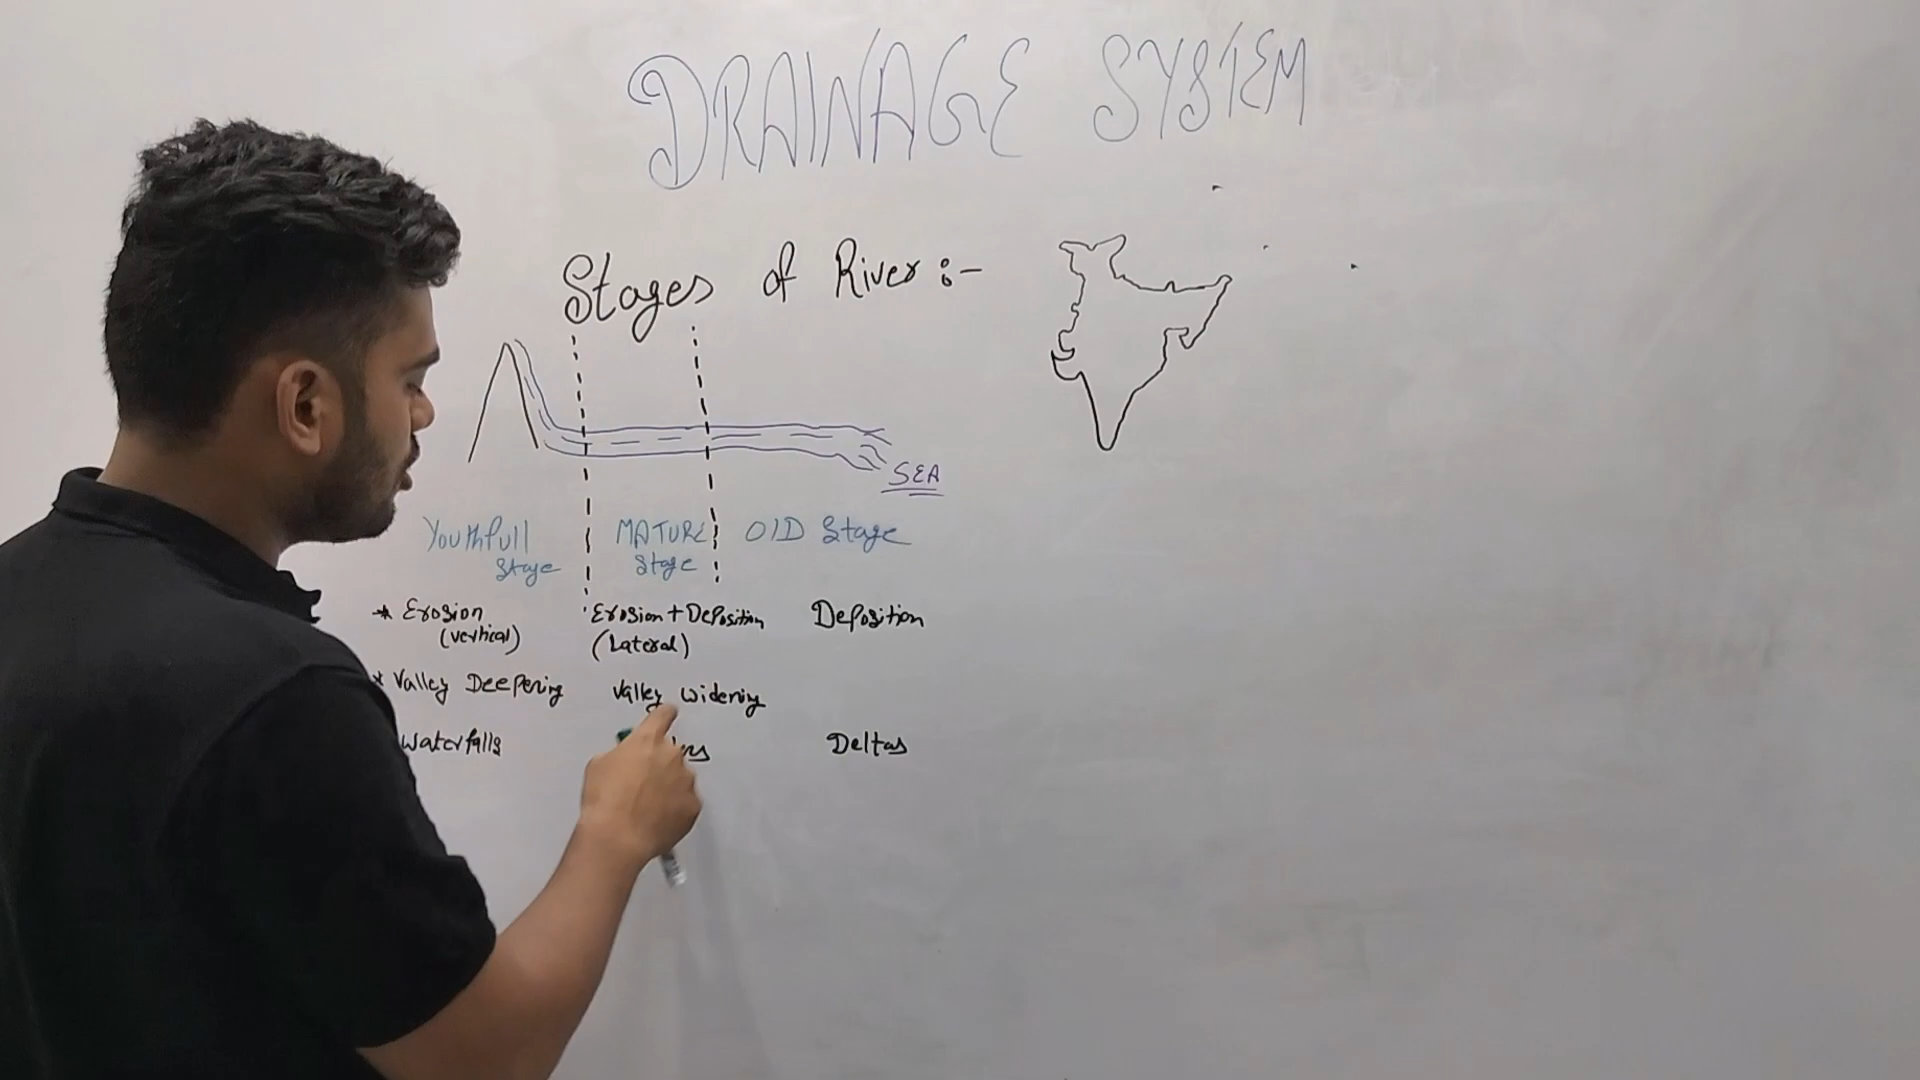 DRAINAGE SYSTEM
Stages of River :-
SEA
Youthfull Stage
MATURE Stage
OlD Stage
* Erosion (vertical)
Erosion + Deposition (Lateral)
Deposition
* Valley Deepening
Valley widening
Waterfalls
Deltas